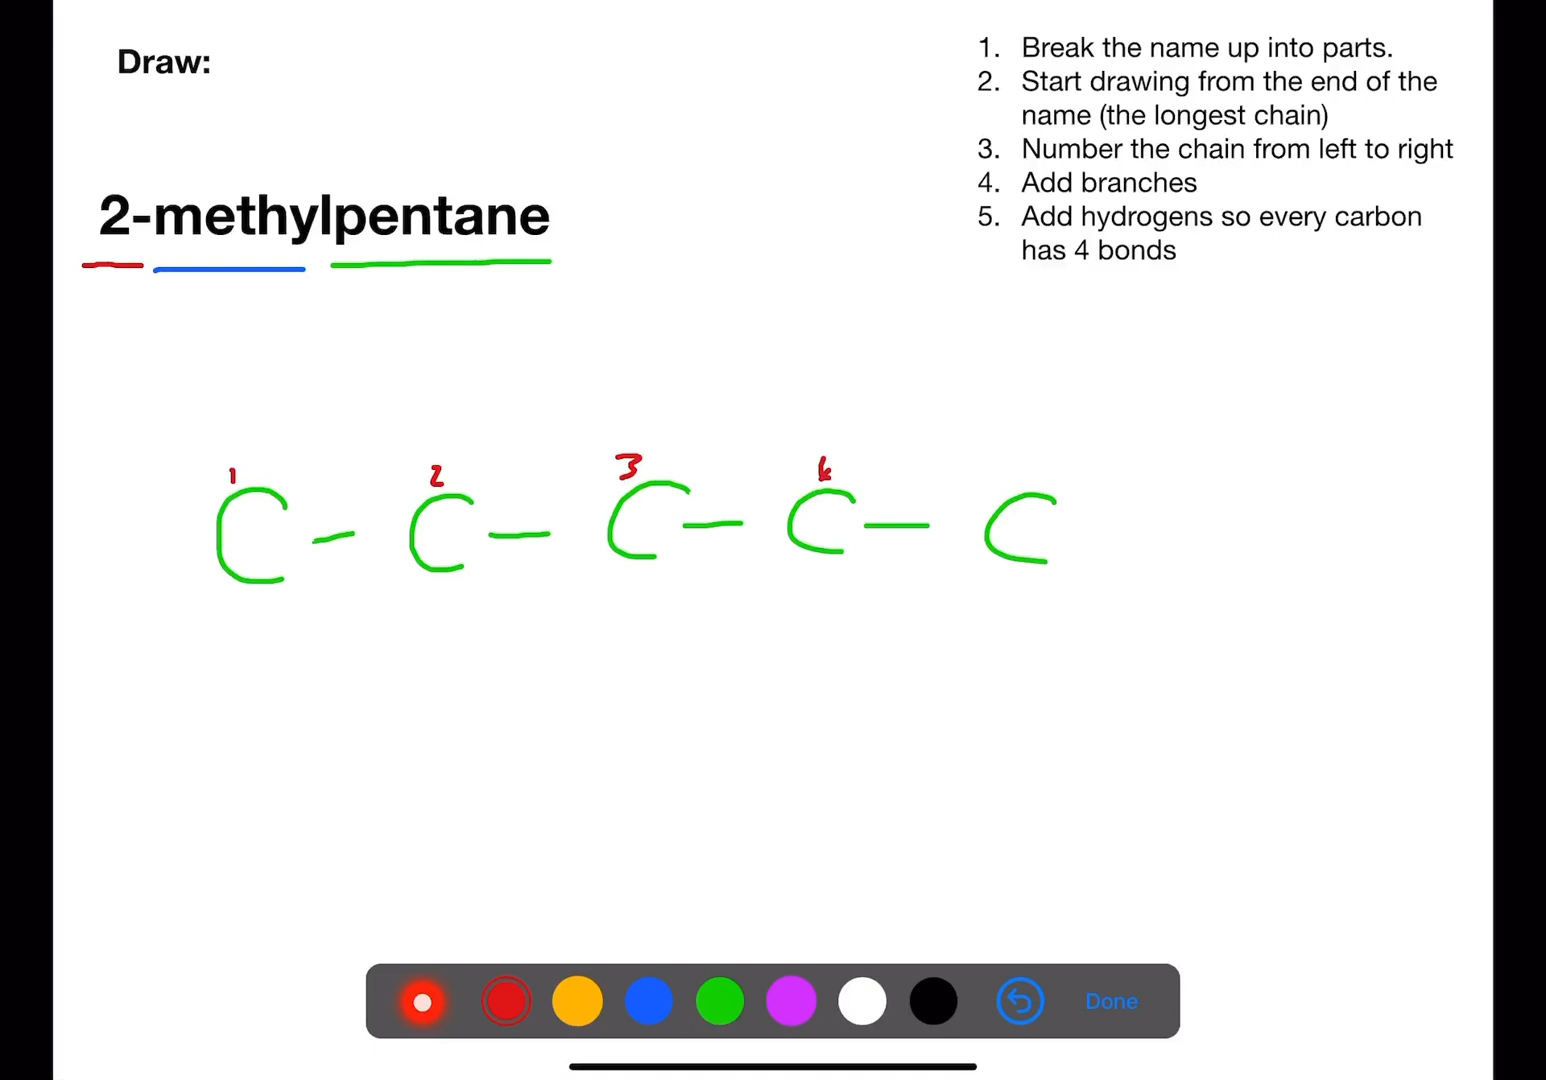 Draw:
1. Break the name up into parts.
2. Start drawing from the end of the
name (the longest chain)
3. Number the chain from left to right
4. Add branches
5. Add hydrogens so every carbon
has 4 bonds
2-methylpentane
1 2 3 4
C - C - C - C - C
Done